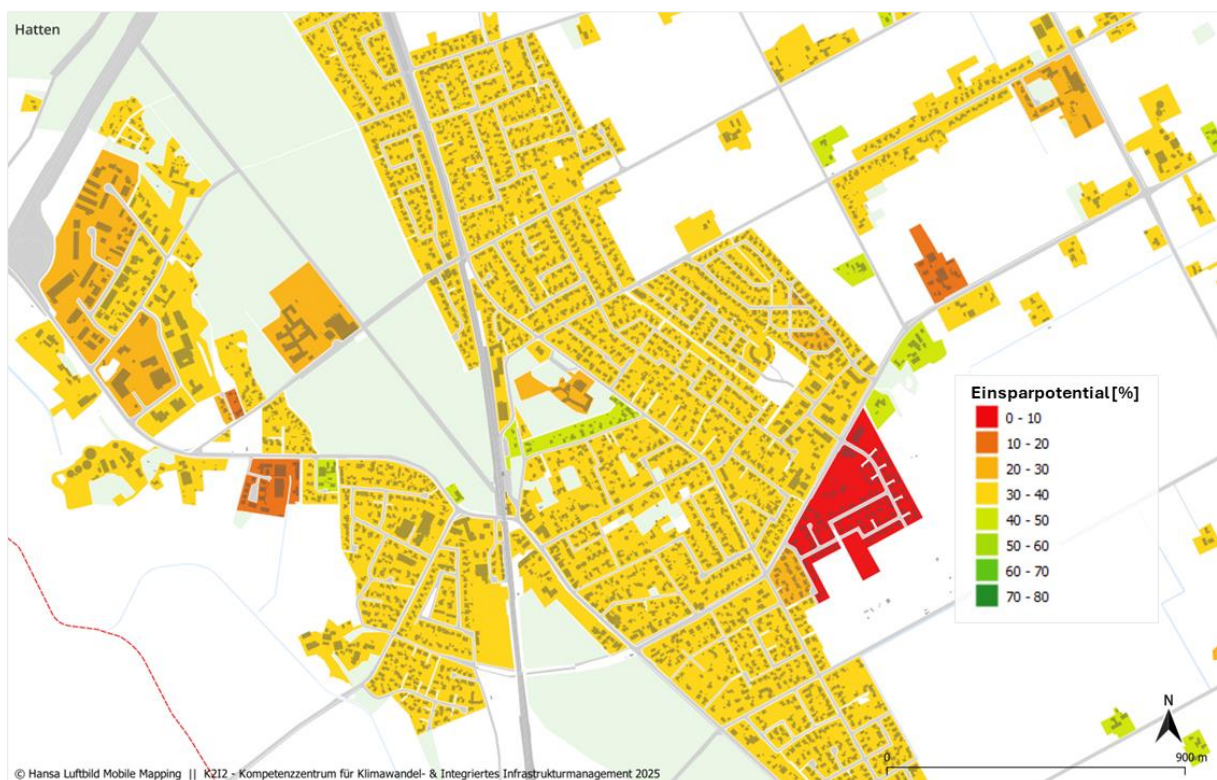 Hatten
Einsparpotential [%]
0 - 10
10 - 20
20 - 30
30 - 40
40 - 50
50 - 60
60 - 70
70 - 80
N
0 900 m
© Hansa Luftbild Mobile Mapping || K2I2 - Kompetenzzentrum für Klimawandel- & Integriertes Infrastrukturmanagement 2025